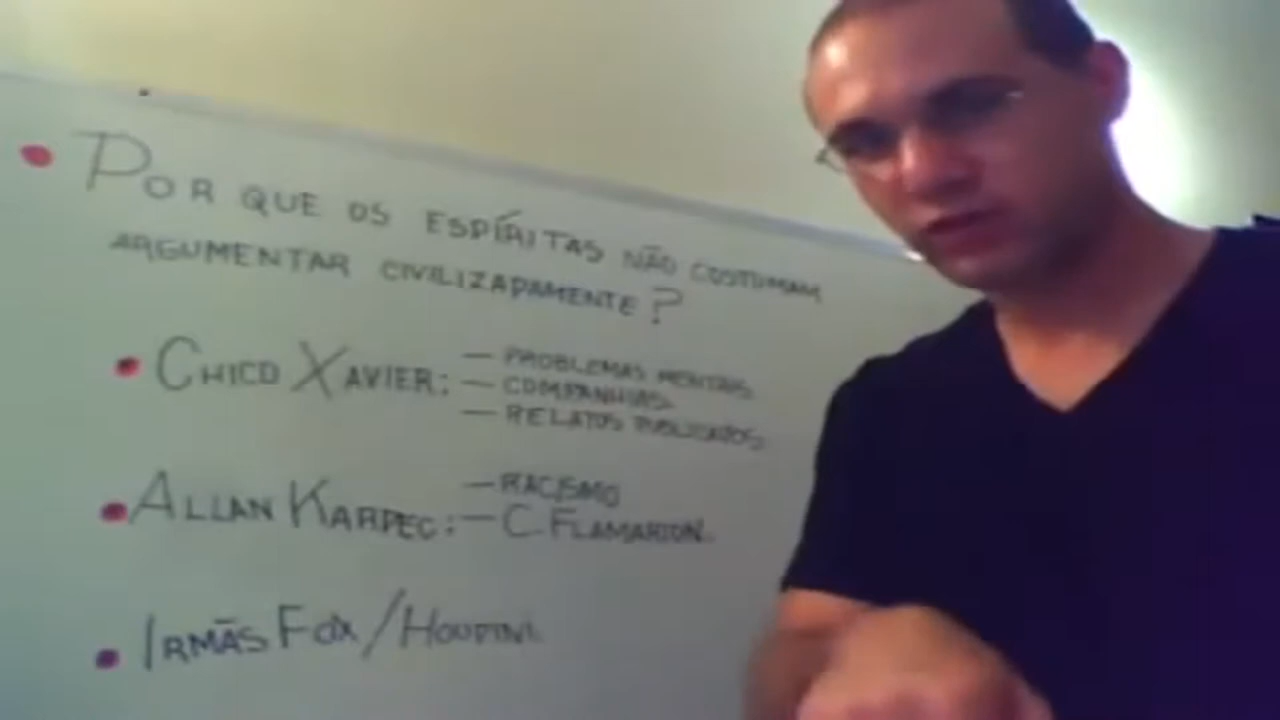 POR QUE OS ESPÍRITAS NÃO COSTUMAM
ARGUMENTAR CIVILIZADAMENTE?
CHICO XAVIER: — PROBLEMAS MENTAIS.
— COMPANHIAS.
— RELATOS PUBLICADOS.
ALLAN KARDEC: — RACISMO
— C. FLAMARION.
IRMÃS FOX / HOUDINI.